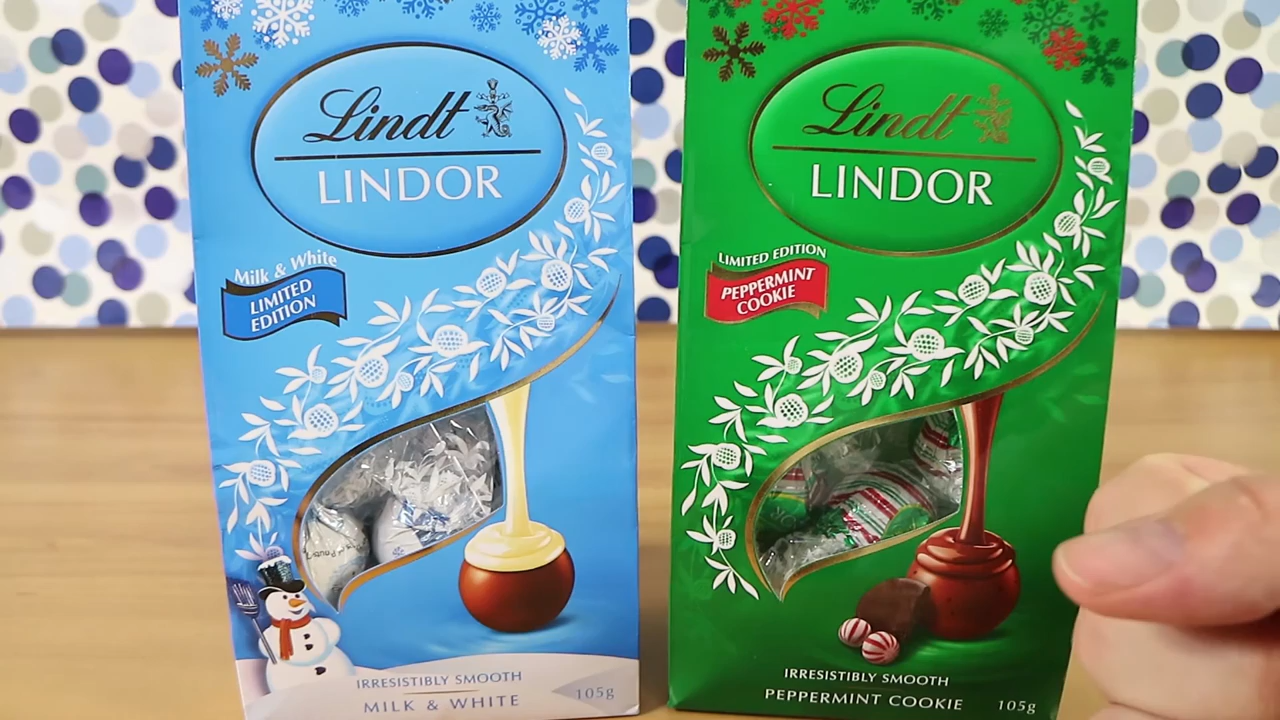 Lindt
LINDOR
Milk & White
LIMITED
EDITION
IRRESISTIBLY SMOOTH
MILK & WHITE
105g
Lindt
LINDOR
LIMITED EDITION
PEPPERMINT
COOKIE
IRRESISTIBLY SMOOTH
PEPPERMINT COOKIE
105g